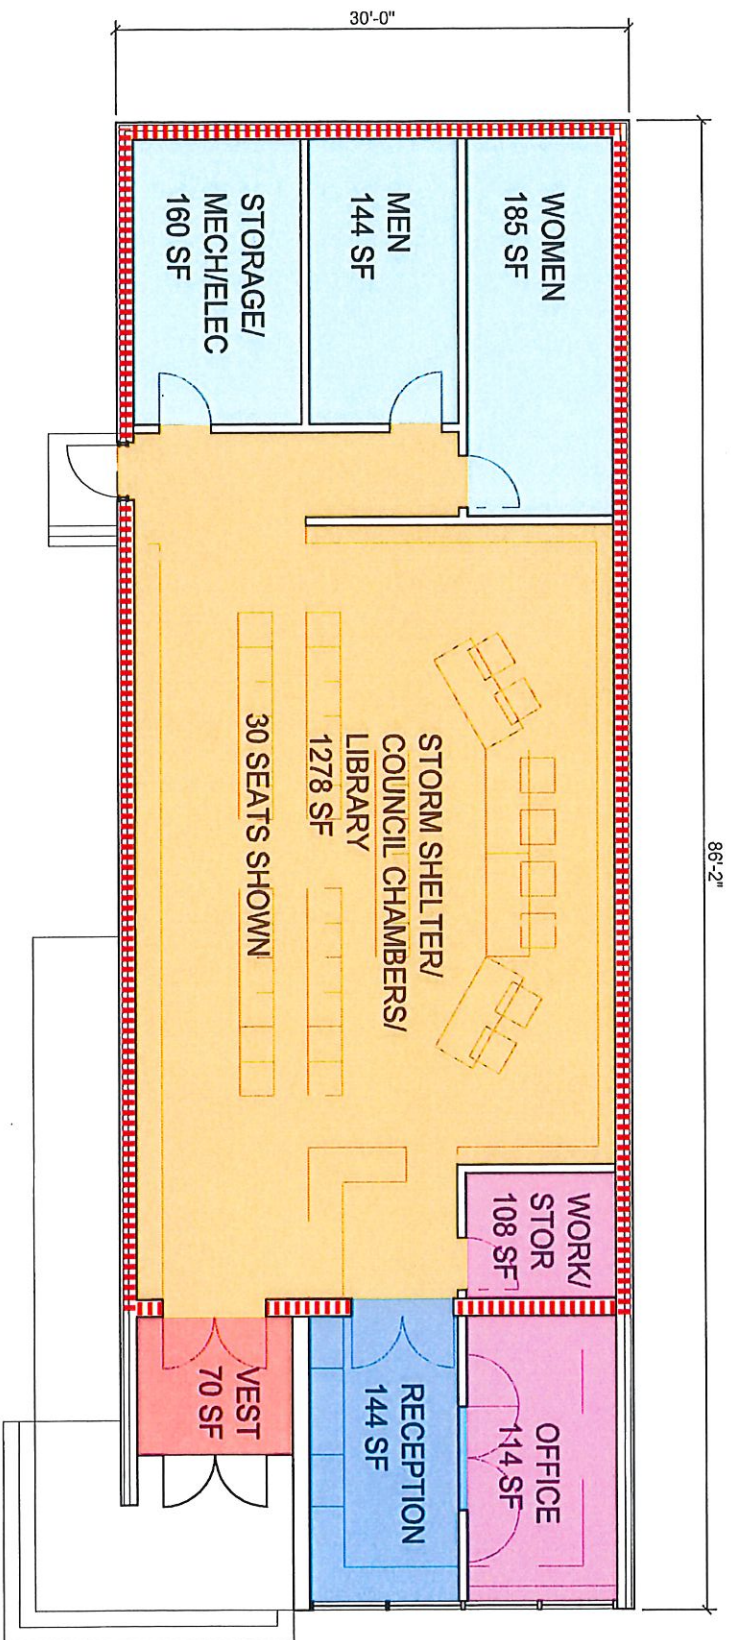 30'-0"
86'-2"
WOMEN
185 SF
MEN
144 SF
STORAGE/
MECH/ELEC
160 SF
STORM SHELTER/
COUNCIL CHAMBERS/
LIBRARY
1278 SF
30 SEATS SHOWN
WORK/
STOR
108 SF
OFFICE
114 SF
RECEPTION
144 SF
VEST
70 SF